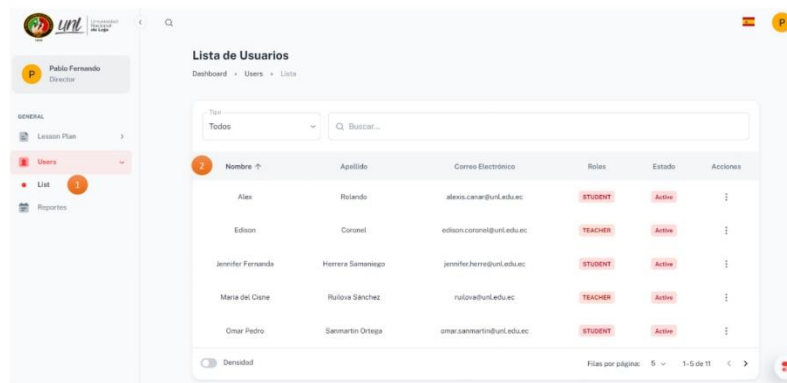 unl Universidad Nacional de Loja
P
Lista de Usuarios
Dashboard • Users • Lista
P Pablo Fernando
Director
GENERAL
Lesson Plan
Users
List 1
Reportes
Tipo
Todos
Buscar...
2 Nombre ↑ Apellido Correo Electrónico Roles Estado Acciones
Alex Rolando alexis.canar@unl.edu.ec STUDENT Active
Edison Coronel edison.coronel@unl.edu.ec TEACHER Active
Jennifer Fernanda Herrera Samaniego jennifer.herre@unl.edu.ec STUDENT Active
Maria del Cisne Ruilova Sánchez ruilova@unl.edu.ec TEACHER Active
Omar Pedro Sanmartin Ortega omar.sanmartin@unl.edu.ec STUDENT Active
Densidad
Filas por página: 5 1-5 de 11